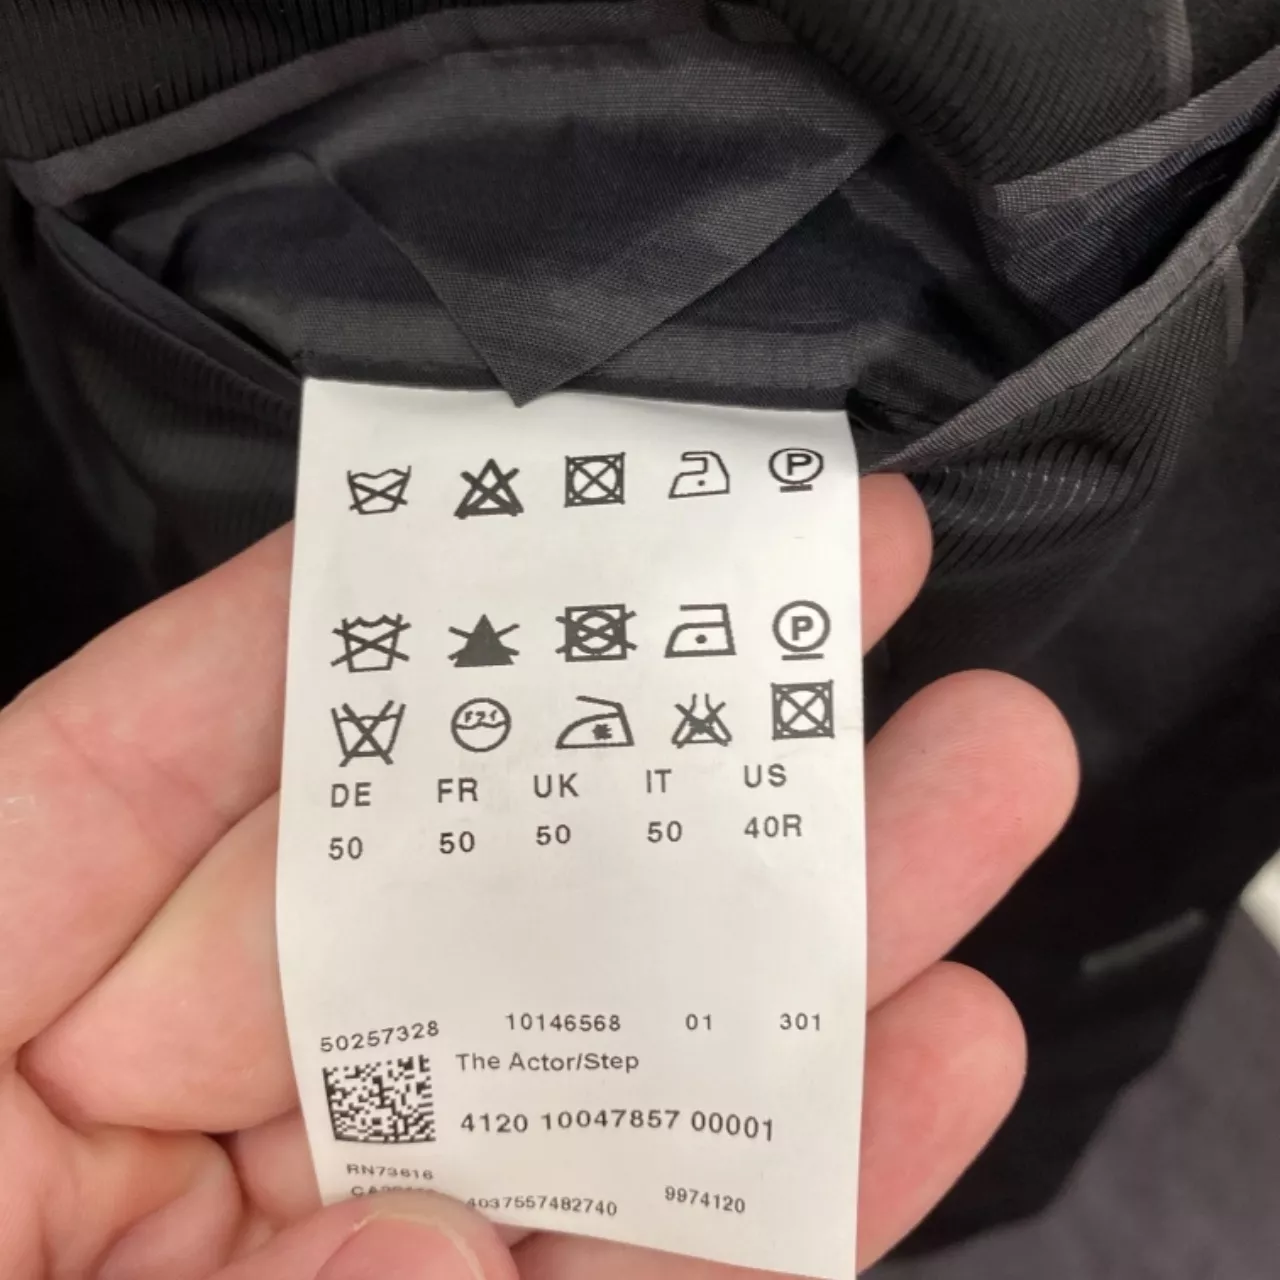 P
P
DE FR UK IT US
50 50 50 50 40R
50257328 10146568 01 301
The Actor/Step
4120 10047857 00001
RN73616
4037557482740 9974120